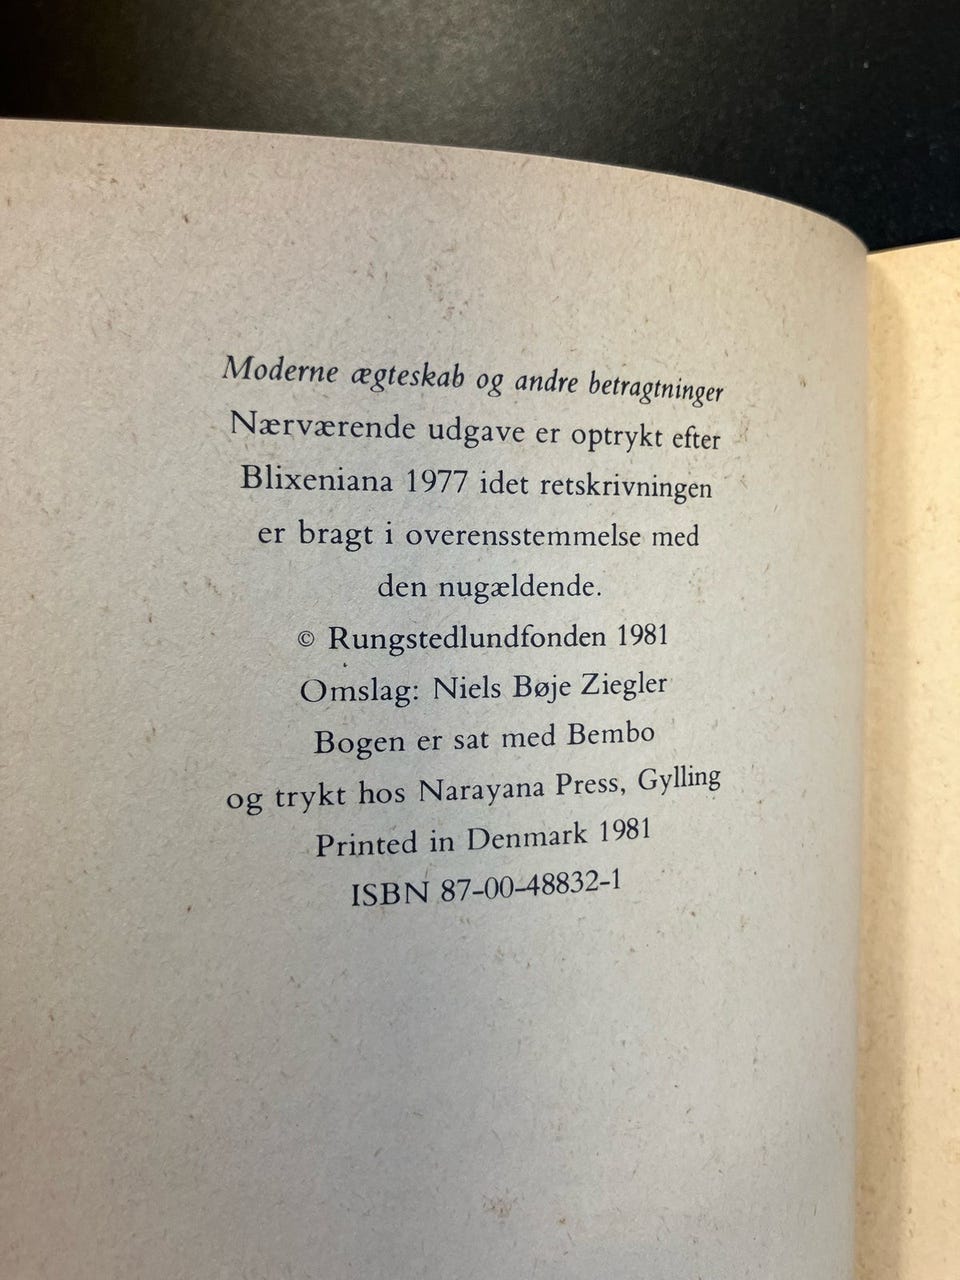 Moderne ægteskab og andre betragtninger
Nærværende udgave er optrykt efter
Blixeniana 1977 idet retskrivningen
er bragt i overensstemmelse med
den nugældende.
© Rungstedlundfonden 1981
Omslag: Niels Bøje Ziegler
Bogen er sat med Bembo
og trykt hos Narayana Press, Gylling
Printed in Denmark 1981
ISBN 87-00-48832-1